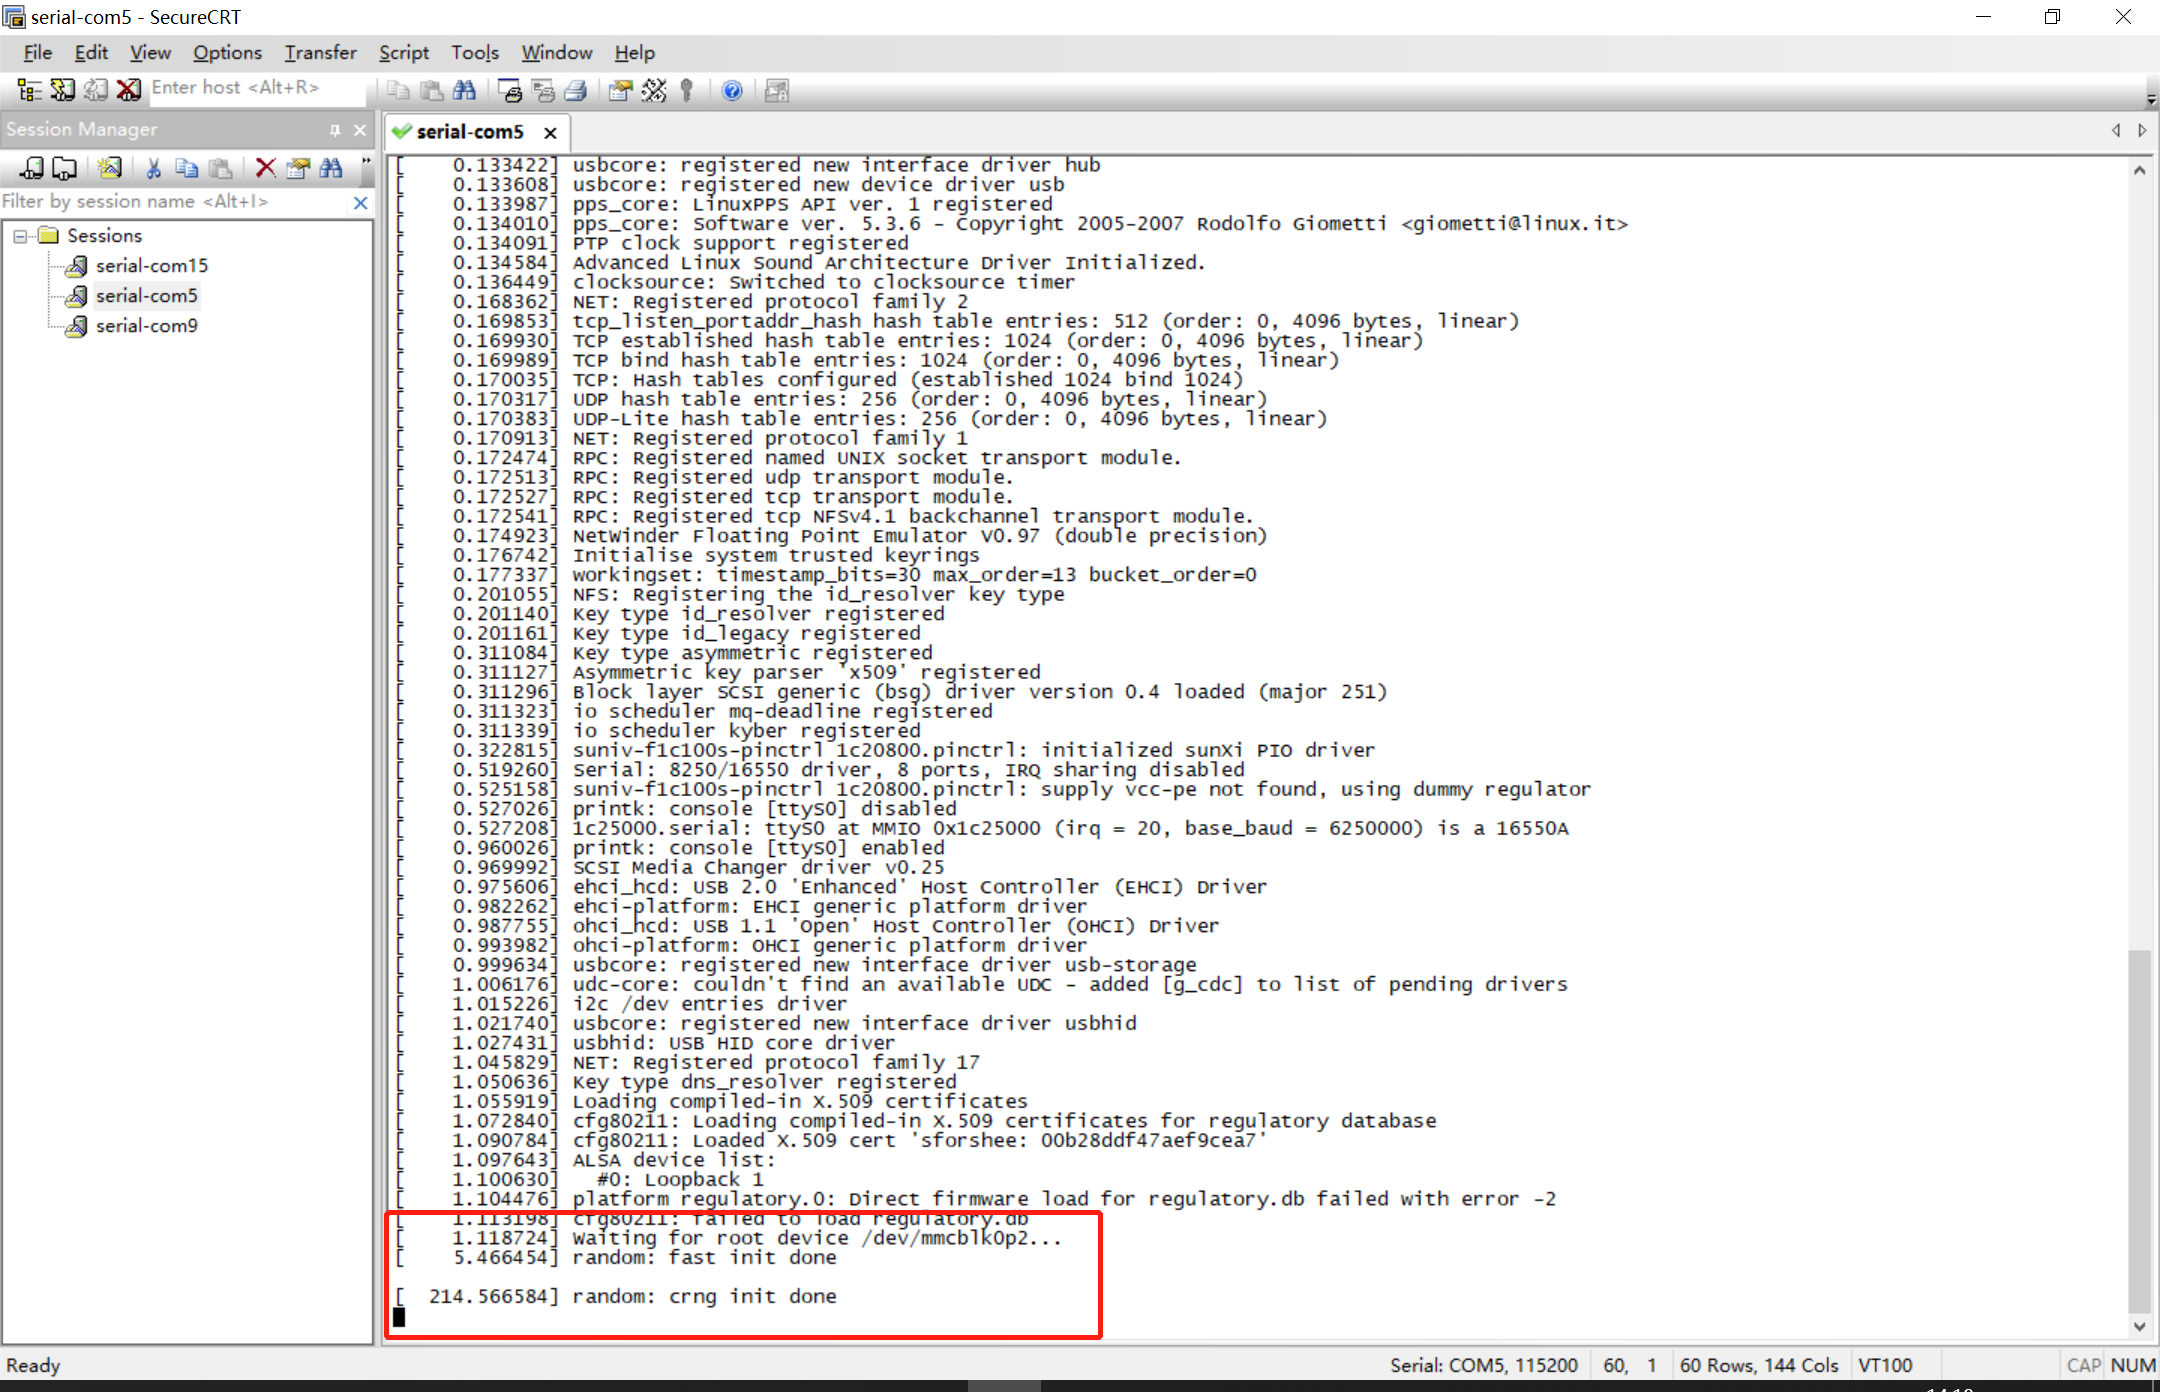 serial-com5 - SecureCRT
File Edit View Options Transfer Script Tools Window Help
Enter host <Alt+R>
Session Manager
serial-com5
Filter by session name <Alt+I>
Sessions
serial-com15
serial-com5
serial-com9
[    0.133422] usbcore: registered new interface driver hub
[    0.133608] usbcore: registered new device driver usb
[    0.133987] pps_core: LinuxPPS API ver. 1 registered
[    0.134010] pps_core: Software ver. 5.3.6 - Copyright 2005-2007 Rodolfo Giometti <giometti@linux.it>
[    0.134091] PTP clock support registered
[    0.134584] Advanced Linux Sound Architecture Driver Initialized.
[    0.136449] clocksource: Switched to clocksource timer
[    0.168362] NET: Registered protocol family 2
[    0.169853] tcp_listen_portaddr_hash hash table entries: 512 (order: 0, 4096 bytes, linear)
[    0.169930] TCP established hash table entries: 1024 (order: 0, 4096 bytes, linear)
[    0.169989] TCP bind hash table entries: 1024 (order: 0, 4096 bytes, linear)
[    0.170035] TCP: Hash tables configured (established 1024 bind 1024)
[    0.170317] UDP hash table entries: 256 (order: 0, 4096 bytes, linear)
[    0.170383] UDP-Lite hash table entries: 256 (order: 0, 4096 bytes, linear)
[    0.170913] NET: Registered protocol family 1
[    0.172474] RPC: Registered named UNIX socket transport module.
[    0.172513] RPC: Registered udp transport module.
[    0.172527] RPC: Registered tcp transport module.
[    0.172541] RPC: Registered tcp NFSv4.1 backchannel transport module.
[    0.174923] NetWinder Floating Point Emulator V0.97 (double precision)
[    0.176742] Initialise system trusted keyrings
[    0.177337] workingset: timestamp_bits=30 max_order=13 bucket_order=0
[    0.201055] NFS: Registering the id_resolver key type
[    0.201140] Key type id_resolver registered
[    0.201161] Key type id_legacy registered
[    0.311084] Key type asymmetric registered
[    0.311127] Asymmetric key parser 'x509' registered
[    0.311296] Block layer SCSI generic (bsg) driver version 0.4 loaded (major 251)
[    0.311323] io scheduler mq-deadline registered
[    0.311339] io scheduler kyber registered
[    0.322815] suniv-f1c100s-pinctrl 1c20800.pinctrl: initialized sunXi PIO driver
[    0.519260] Serial: 8250/16550 driver, 8 ports, IRQ sharing disabled
[    0.525158] suniv-f1c100s-pinctrl 1c20800.pinctrl: supply vcc-pe not found, using dummy regulator
[    0.527026] printk: console [ttyS0] disabled
[    0.527208] 1c25000.serial: ttyS0 at MMIO 0x1c25000 (irq = 20, base_baud = 6250000) is a 16550A
[    0.960026] printk: console [ttyS0] enabled
[    0.969992] SCSI Media Changer driver v0.25
[    0.975606] ehci_hcd: USB 2.0 'Enhanced' Host Controller (EHCI) Driver
[    0.982262] ehci-platform: EHCI generic platform driver
[    0.987755] ohci_hcd: USB 1.1 'Open' Host Controller (OHCI) Driver
[    0.993982] ohci-platform: OHCI generic platform driver
[    0.999634] usbcore: registered new interface driver usb-storage
[    1.006176] udc-core: couldn't find an available UDC - added [g_cdc] to list of pending drivers
[    1.015226] i2c /dev entries driver
[    1.021740] usbcore: registered new interface driver usbhid
[    1.027431] usbhid: USB HID core driver
[    1.045829] NET: Registered protocol family 17
[    1.050636] Key type dns_resolver registered
[    1.055919] Loading compiled-in X.509 certificates
[    1.072840] cfg80211: Loading compiled-in X.509 certificates for regulatory database
[    1.090784] cfg80211: Loaded X.509 cert 'sforshee: 00b28ddf47aef9cea7'
[    1.097643] ALSA device list:
[    1.100630]   #0: Loopback 1
[    1.104476] platform regulatory.0: Direct firmware load for regulatory.db failed with error -2
[    1.113198] cfg80211: failed to load regulatory.db
[    1.118724] Waiting for root device /dev/mmcblk0p2...
[    5.466454] random: fast init done
[  214.566584] random: crng init done
Ready
Serial: COM5, 115200 60, 1 60 Rows, 144 Cols VT100 CAP NUM